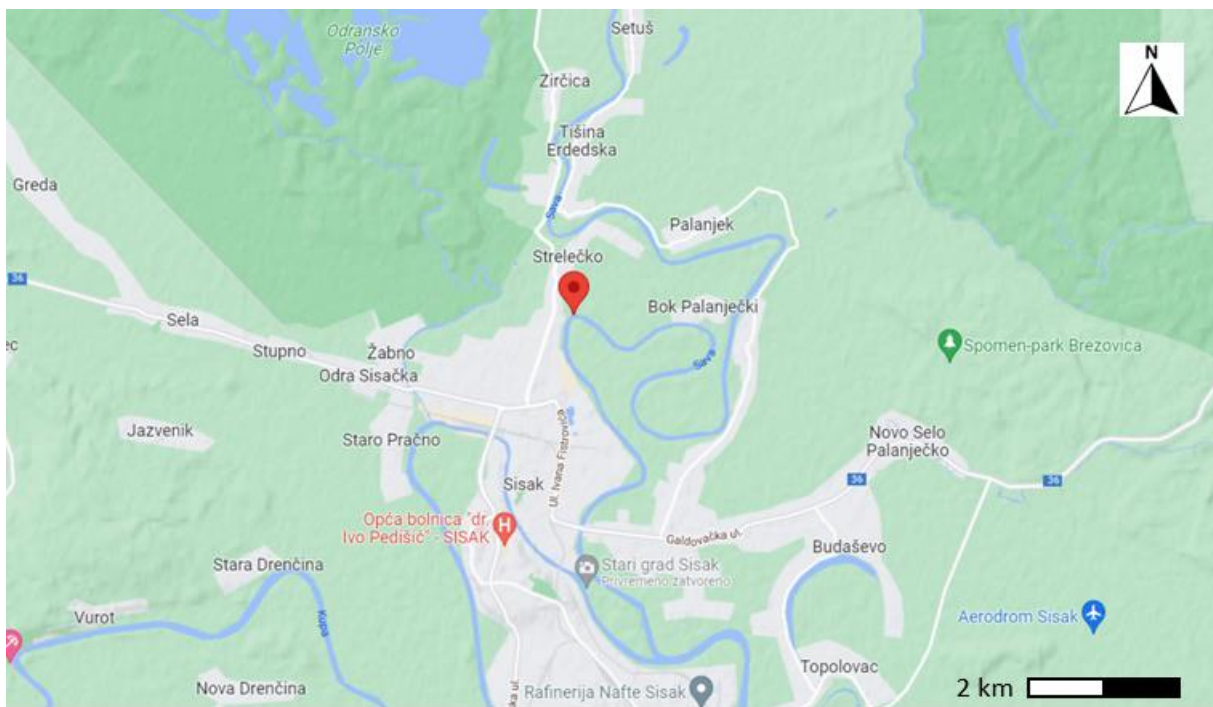 Odransko
Polje
Setuš
N
Žirčica
Tišina
Erdedska
Greda
Sava
Palanjek
Strelečko
36
Bok Palanječki
Sela
Stupno
Žabno
Sava
Spomen-park Brezovica
ec
Odra Sisačka
Jazvenik
Staro Pračno
Ul. Ivana Fistrovića
Novo Selo
Palanječko
36
36
Sisak
Opća bolnica "dr.
Ivo Pedišić" - SISAK
H
Galdovačka ul.
Budaševo
Stara Drenčina
Stari grad Sisak
Privremeno zatvoreno
Vurot
Kupa
Aerodrom Sisak
Topolovac
Nova Drenčina
Rafinerija Nafte Sisak
2 km